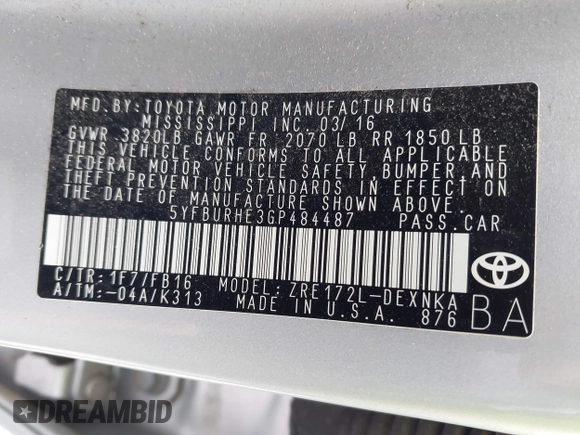 MFD. BY: TOYOTA MOTOR MANUFACTURING
MISSISSIPPI, INC. 03/16
GVWR 3820LB GAWR FR 2070 LB RR 1850 LB
THIS VEHICLE CONFORMS TO ALL APPLICABLE
FEDERAL MOTOR VEHICLE SAFETY, BUMPER, AND
THEFT PREVENTION STANDARDS IN EFFECT ON
THE DATE OF MANUFACTURE SHOWN ABOVE.
5YFBURHE3GP484487 PASS. CAR
C/TR: 1F7/FB16 MODEL: ZRE172L-DEXNKA
A/TM: -04A/K313 MADE IN U.S.A. 876
BA
DREAMBID